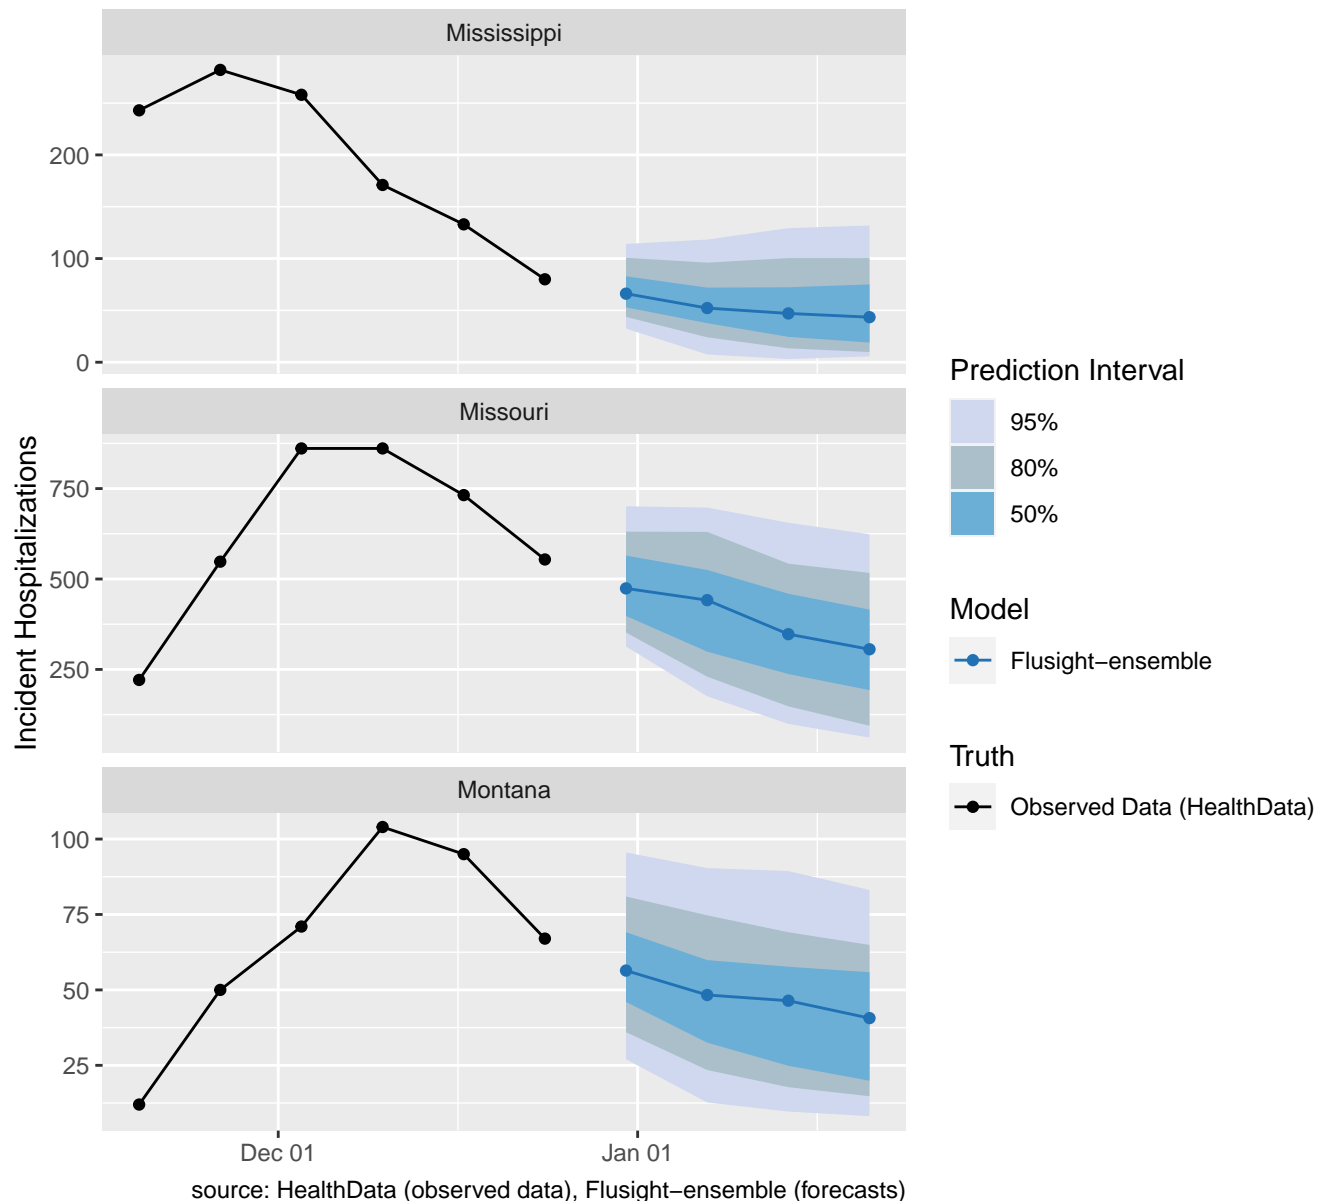 Mississippi
200
100
0
Missouri
750
500
250
Montana
100
75
50
25
Dec 01
Jan 01
Incident Hospitalizations
source: HealthData (observed data), Flusight−ensemble (forecasts)
Prediction Interval
95%
80%
50%
Model
Flusight−ensemble
Truth
Observed Data (HealthData)